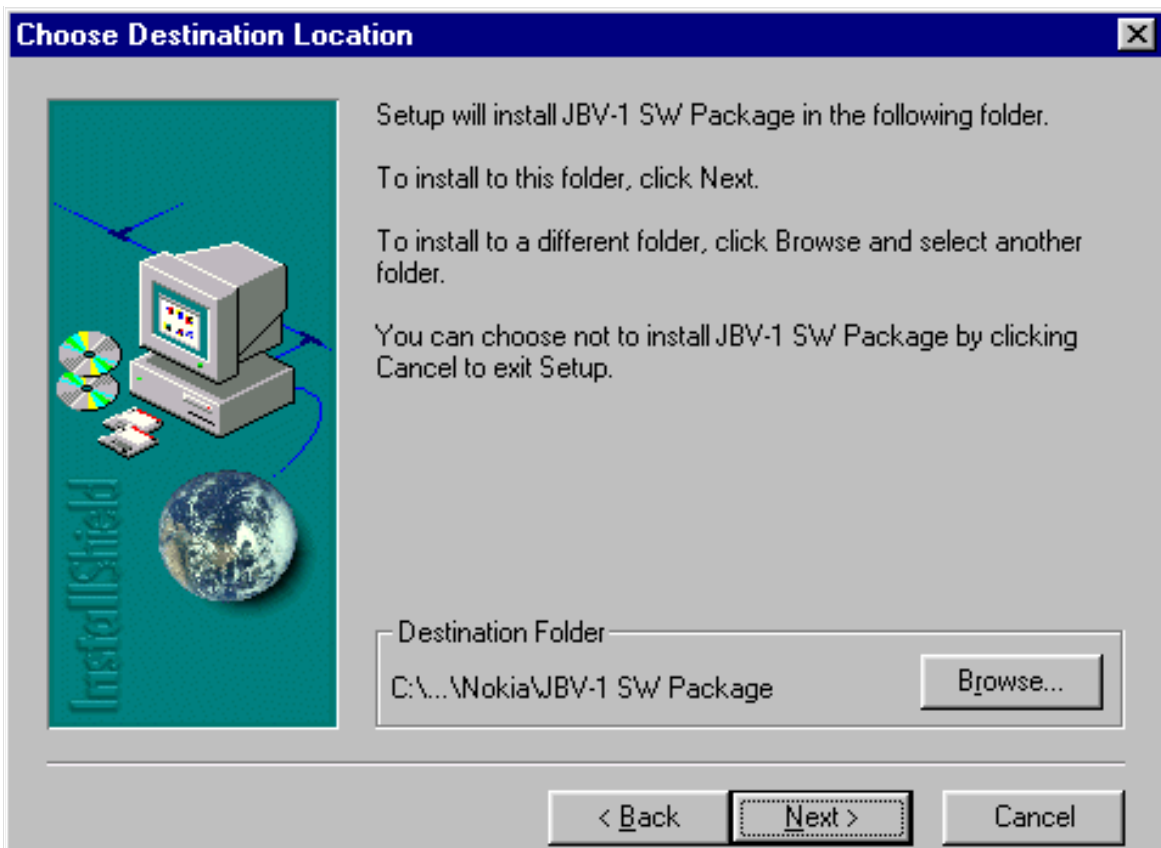 Choose Destination Location
Setup will install JBV-1 SW Package in the following folder.
To install to this folder, click Next.
To install to a different folder, click Browse and select another
folder.
You can choose not to install JBV-1 SW Package by clicking
Cancel to exit Setup.
InstallShield
Destination Folder
C:\...\Nokia\JBV-1 SW Package
Browse...
< Back
Next >
Cancel